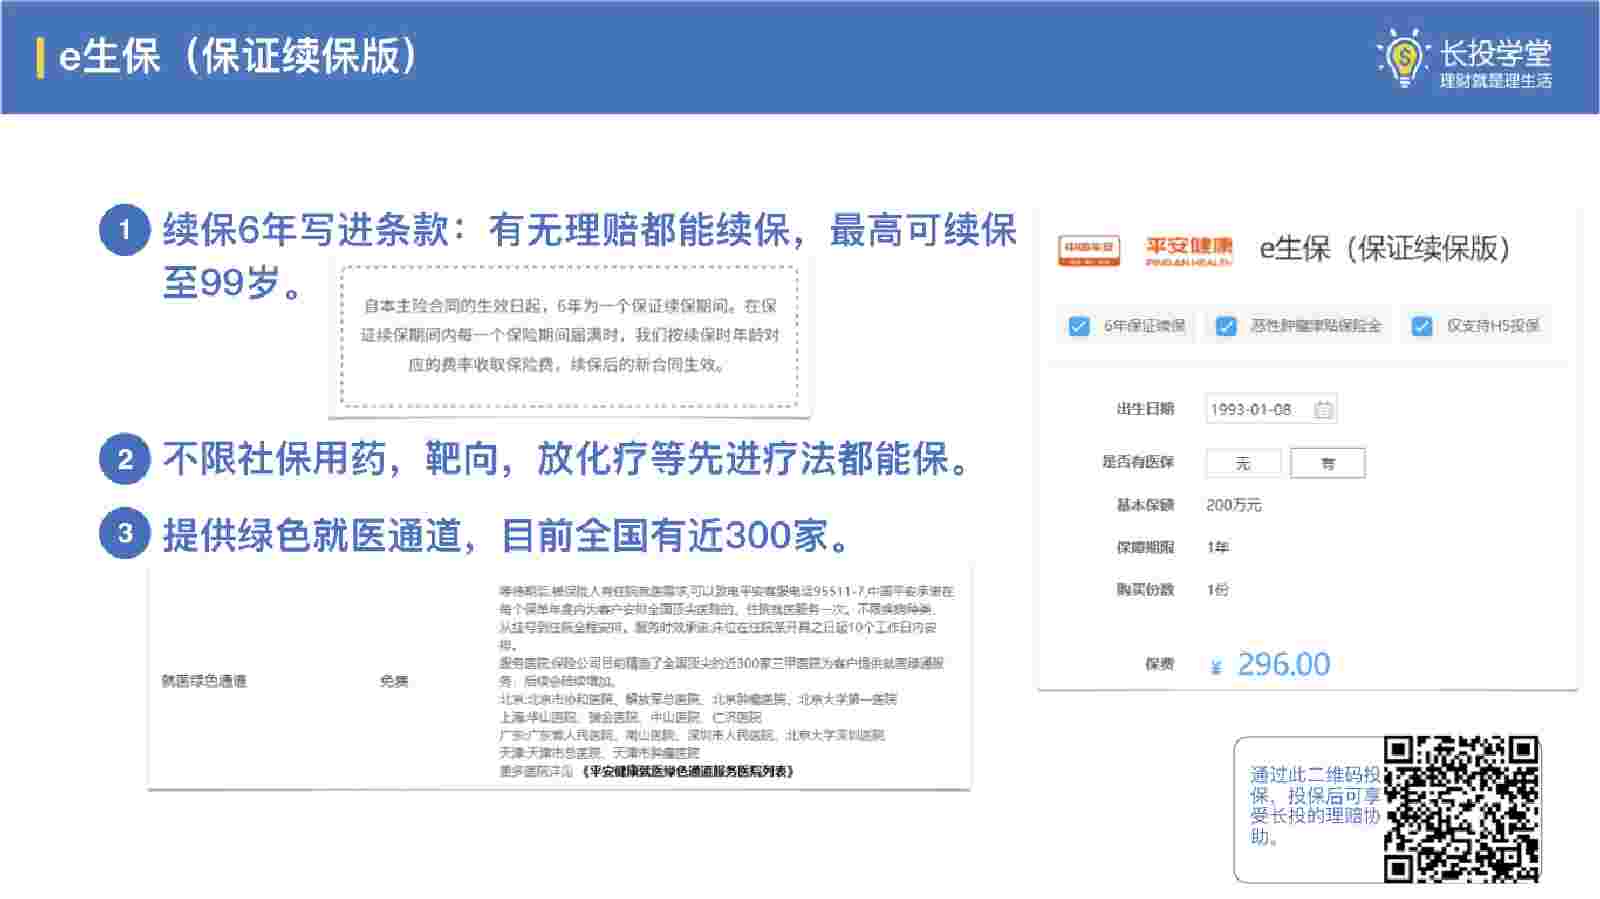 e生保（保证续保版）
长投学堂
理财就是理生活
1 续保6年写进条款：有无理赔都能续保，最高可续保
至99岁。
自本主险合同的生效日起，6年为一个保证续保期间。在保
证续保期间内每一个保险期间届满时，我们按续保时年龄对
应的费率收取保险费，续保后的新合同生效。
2 不限社保用药，靶向，放化疗等先进疗法都能保。
3 提供绿色就医通道，目前全国有近300家。
就医绿色通道
免费
等待期后,被保险人有住院就医需求,可以致电平安客服电话95511-7,中国平安承诺在
每个保单年度内为客户安排全国顶尖医院的，住院就医服务一次。不限疾病种类，
从挂号到住院全程安排。服务时效承诺:床位在住院单开具之日起10个工作日内安
排。
服务医院:保险公司目前精选了全国顶尖的近300家三甲医院为客户提供就医绿通服
务，后续会持续增加。
北京:北京市协和医院、解放军总医院、北京肿瘤医院、北京大学第一医院
上海:华山医院、瑞金医院、中山医院、仁济医院
广东:广东省人民医院、南山医院、深圳市人民医院、北京大学深圳医院
天津:天津市总医院、天津市肿瘤医院
更多医院详见《平安健康就医绿色通道服务医院列表》
平安健康
PING AN HEALTH
e生保（保证续保版）
6年保证续保
恶性肿瘤津贴保险金
仅支持H5投保
出生日期 1993-01-08
是否有医保 无 有
基本保额 200万元
保障期限 1年
购买份数 1份
保费 ¥ 296.00
通过此二维码投
保，投保后可享
受长投的理赔协
助。